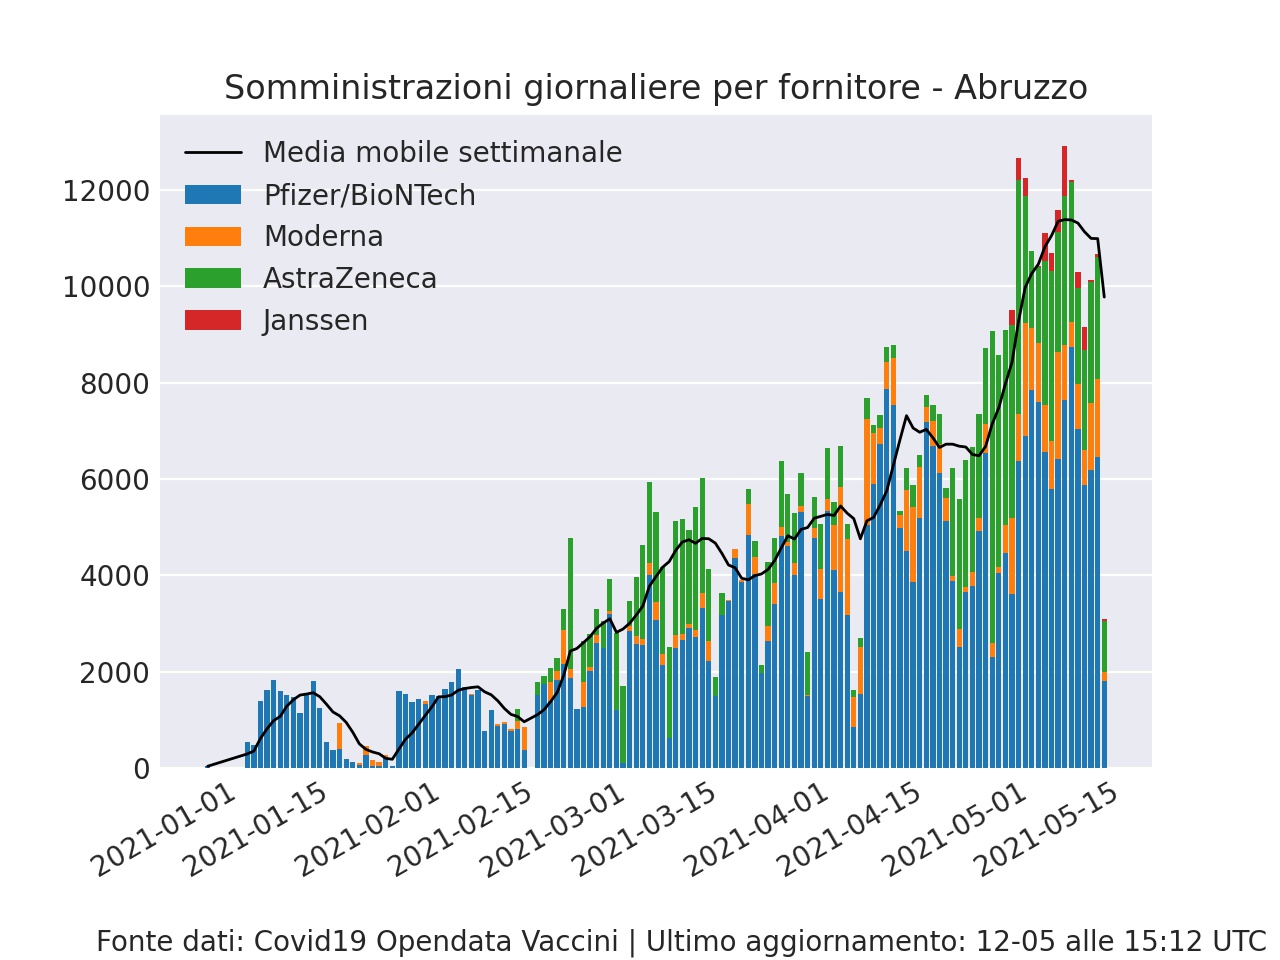 Somministrazioni giornaliere per fornitore - Abruzzo
Media mobile settimanale
Pfizer/BioNTech
Moderna
AstraZeneca
Janssen
12000
10000
8000
6000
4000
2000
0
2021-01-01
2021-01-15
2021-02-01
2021-02-15
2021-03-01
2021-03-15
2021-04-01
2021-04-15
2021-05-01
2021-05-15
Fonte dati: Covid19 Opendata Vaccini | Ultimo aggiornamento: 12-05 alle 15:12 UTC